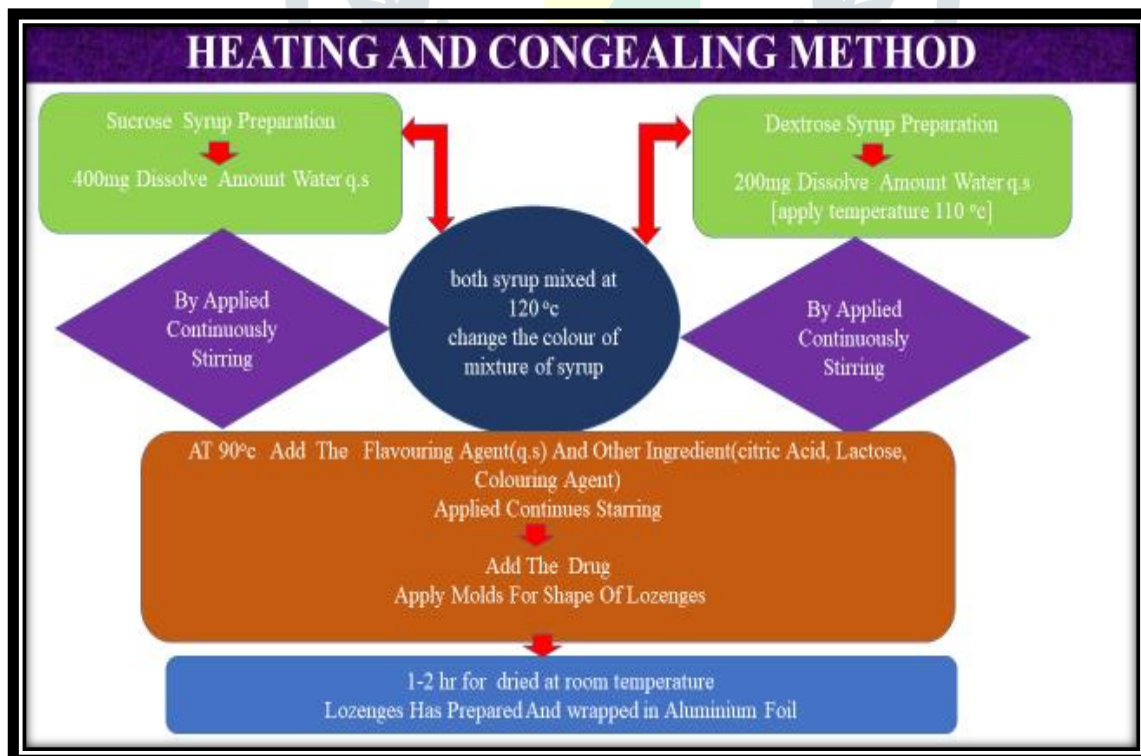 HEATING AND CONGEALING METHOD
Sucrose Syrup Preparation
400mg Dissolve Amount Water q.s
Dextrose Syrup Preparation
200mg Dissolve Amount Water q.s
[apply temperature 110 °c]
By Applied
Continuously
Stirring
both syrup mixed at
120 °c
change the colour of
mixture of syrup
By Applied
Continuously
Stirring
AT 90°c Add The Flavouring Agent(q.s) And Other Ingredient(citric Acid, Lactose,
Colouring Agent)
Applied Continues Starring
Add The Drug
Apply Molds For Shape Of Lozenges
1-2 hr for dried at room temperature
Lozenges Has Prepared And wrapped in Aluminium Foil